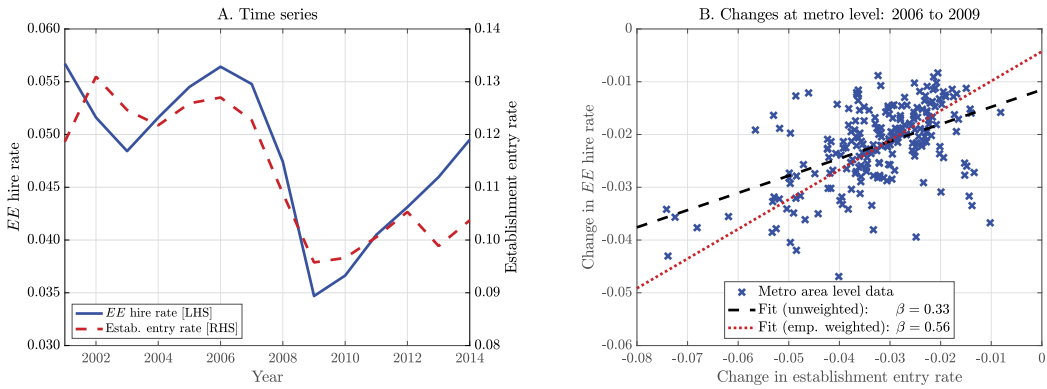 A. Time series
0.060
0.055
0.050
0.045
0.040
0.035
0.030
EE hire rate
0.14
0.13
0.12
0.11
0.10
0.09
0.08
Establishment entry rate
EE hire rate [LHS]
Estab. entry rate [RHS]
2002 2004 2006 2008 2010 2012 2014
Year
B. Changes at metro level: 2006 to 2009
0
-0.01
-0.02
-0.03
-0.04
-0.05
-0.06
Change in EE hire rate
Metro area level data
Fit (unweighted): β = 0.33
Fit (emp. weighted): β = 0.56
-0.08 -0.07 -0.06 -0.05 -0.04 -0.03 -0.02 -0.01 0
Change in establishment entry rate